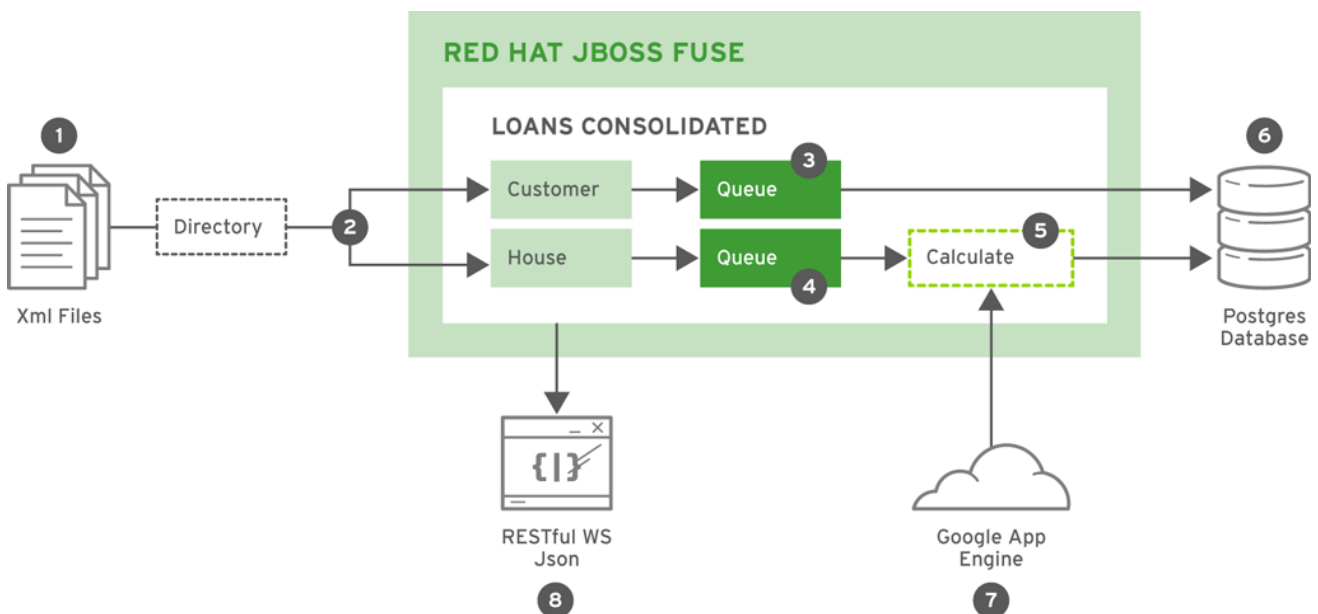 RED HAT JBOSS FUSE
LOANS CONSOLIDATED
1
6
3
Customer
Queue
Directory
2
5
House
Queue
Calculate
4
Xml Files
Postgres
Database
{|}
RESTful WS
Json
Google App
Engine
8
7